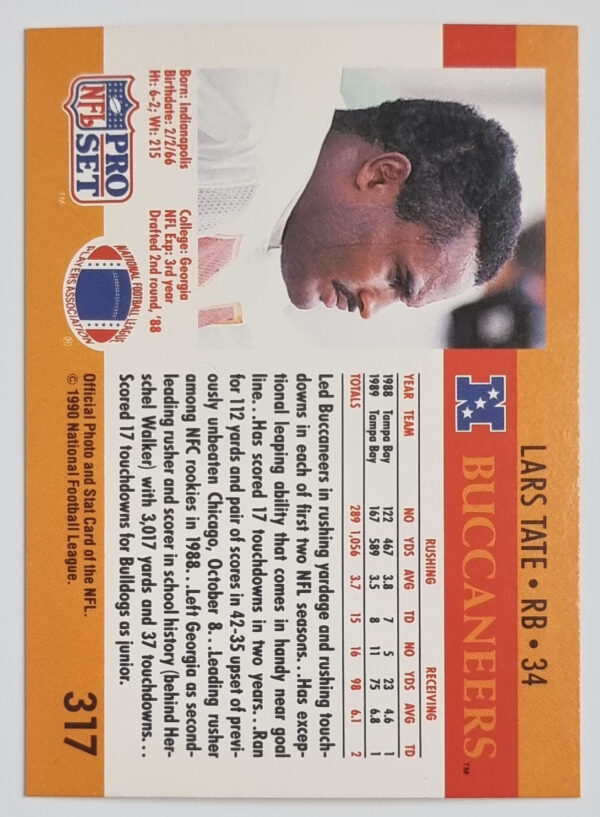 LARS TATE • RB • 34
BUCCANEERS™
N
PRO
SET
NFL
TM
Born: Indianapolis
Birthdate: 2/2/66
Ht: 6-2; Wt: 215
College: Georgia
NFL Exp: 3rd year
Drafted 2nd round, '88
NATIONAL FOOTBALL LEAGUE
PLAYERS ASSOCIATION
®
RUSHING RECEIVING
YEAR TEAM NO YDS AVG TD NO YDS AVG TD
1988 Tampa Bay 122 467 3.8 7 5 23 4.6 1
1989 Tampa Bay 167 589 3.5 8 11 75 6.8 1
TOTALS 289 1,056 3.7 15 16 98 6.1 2
Led Buccaneers in rushing yardage and rushing touch-
downs in each of first two NFL seasons...Has excep-
tional leaping ability that comes in handy near goal
line...Has scored 17 touchdowns in two years...Ran
for 112 yards and pair of scores in 42-35 upset of previ-
ously unbeaten Chicago, October 8...Leading rusher
among NFC rookies in 1988...Left Georgia as second-
leading rusher and scorer in school history (behind Her-
schel Walker) with 3,017 yards and 37 touchdowns...
Scored 17 touchdowns for Bulldogs as junior.
Official Photo and Stat Card of the NFL.
© 1990 National Football League.
317